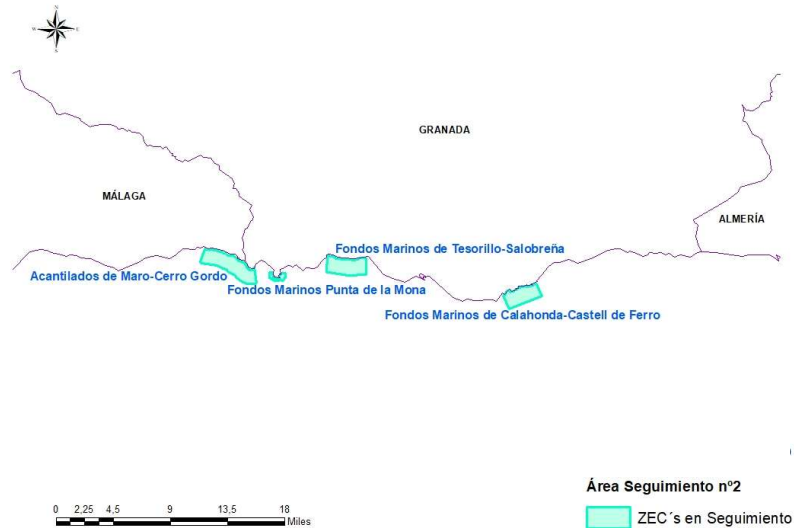 N
W
E
S
GRANADA
MÁLAGA
ALMERÍA
Fondos Marinos de Tesorillo-Salobreña
Acantilados de Maro-Cerro Gordo
Fondos Marinos Punta de la Mona
Fondos Marinos de Calahonda-Castell de Ferro
Área Seguimiento nº2
0 2,25 4,5 9 13,5 18
Miles
ZEC´s en Seguimiento